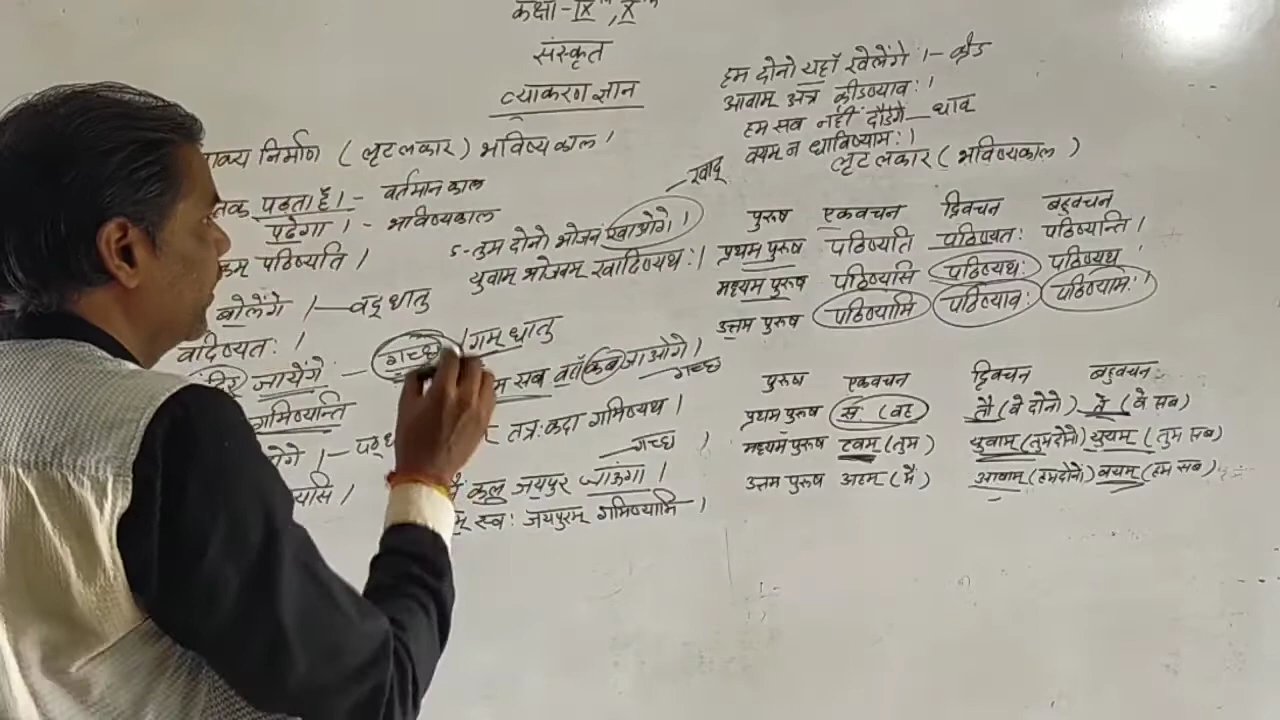 कक्षा-IXth, Xth
संस्कृत
व्याकरण ज्ञान
वाक्य निर्माण ( लृट लकार ) भविष्य काल ।
पढता है । - वर्तमान काल
पढेगा । - भविष्यकाल
पठिष्यति ।
बोलेंगे । — वद् धातु
वदिष्यतः ।
जायेंगे - गच्छ । गम् धातु
गमिष्यन्ति
5- तुम दोनो भोजन खाओगे । - खाद्
युवाम् भोजनम् खादिष्यथः ।
सब वहाँ कब जाओगे । गच्छ
तत्र कदा गमिष्यथ ।
कल जयपुर जाऊंगा । गच्छ
श्वः जयपुरम् गमिष्यामि ।
हम दोनो यहाँ खेलेंगे । - क्रीड
आवाम् अत्र क्रीडिष्यावः ।
हम सब नहीं दौडेंगे — धाव्
वयम् न धाविष्यामः ।
लृट लकार ( भविष्यकाल )
पुरुष एकवचन द्विवचन बहुवचन
प्रथम पुरुष पठिष्यति पठिष्यतः पठिष्यन्ति ।
मध्यम पुरुष पठिष्यसि पठिष्यथः पठिष्यथ
उत्तम पुरुष पठिष्यामि पठिष्यावः पठिष्यामः ।
पुरुष एकवचन द्विवचन बहुवचन
प्रथम पुरुष स (वह तौ (वे दोनो) ते (वे सब)
मध्यम पुरुष त्वम् (तुम) युवाम् (तुम दोनो) युयम् (तुम सब
उत्तम पुरुष अहम् (मैं) आवाम् (हम दोनो) वयम् (हम सब)